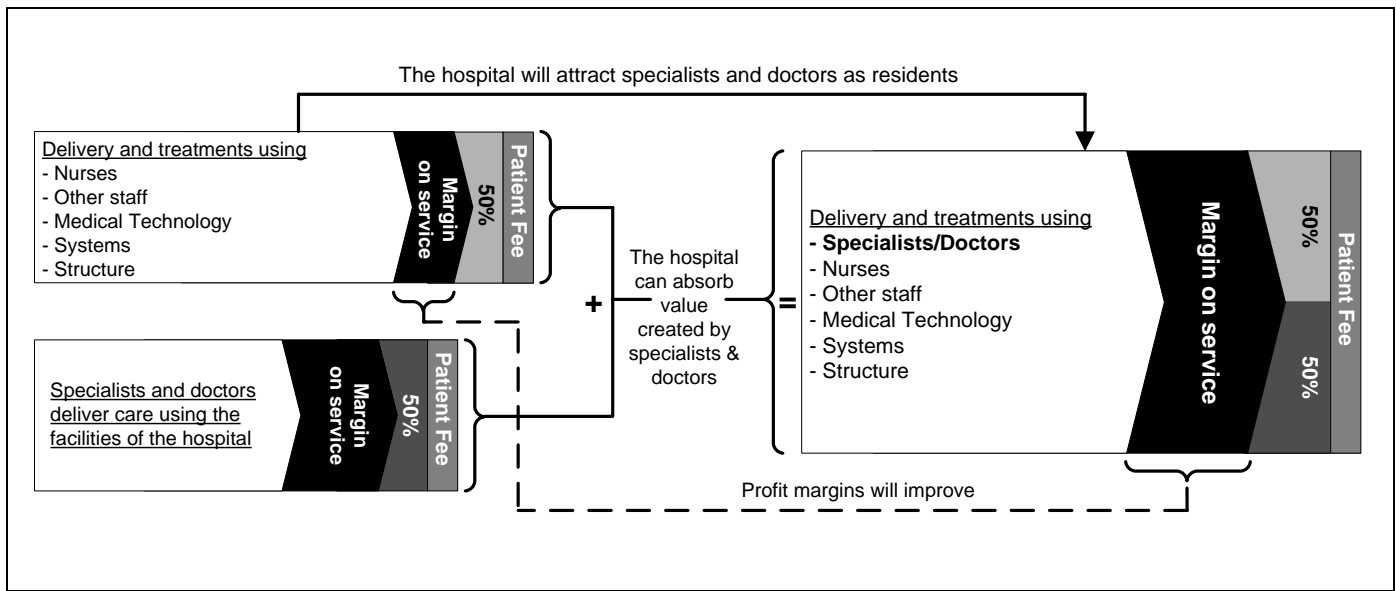 The hospital will attract specialists and doctors as residents
Delivery and treatments using
- Nurses
- Other staff
- Medical Technology
- Systems
- Structure
Margin
on service
50%
Patient Fee
Specialists and doctors
deliver care using the
facilities of the hospital
Margin
on service
50%
Patient Fee
+
The hospital
can absorb
value
created by
specialists &
doctors
=
Delivery and treatments using
- Specialists/Doctors
- Nurses
- Other staff
- Medical Technology
- Systems
- Structure
Margin on service
50%
50%
Patient Fee
Profit margins will improve